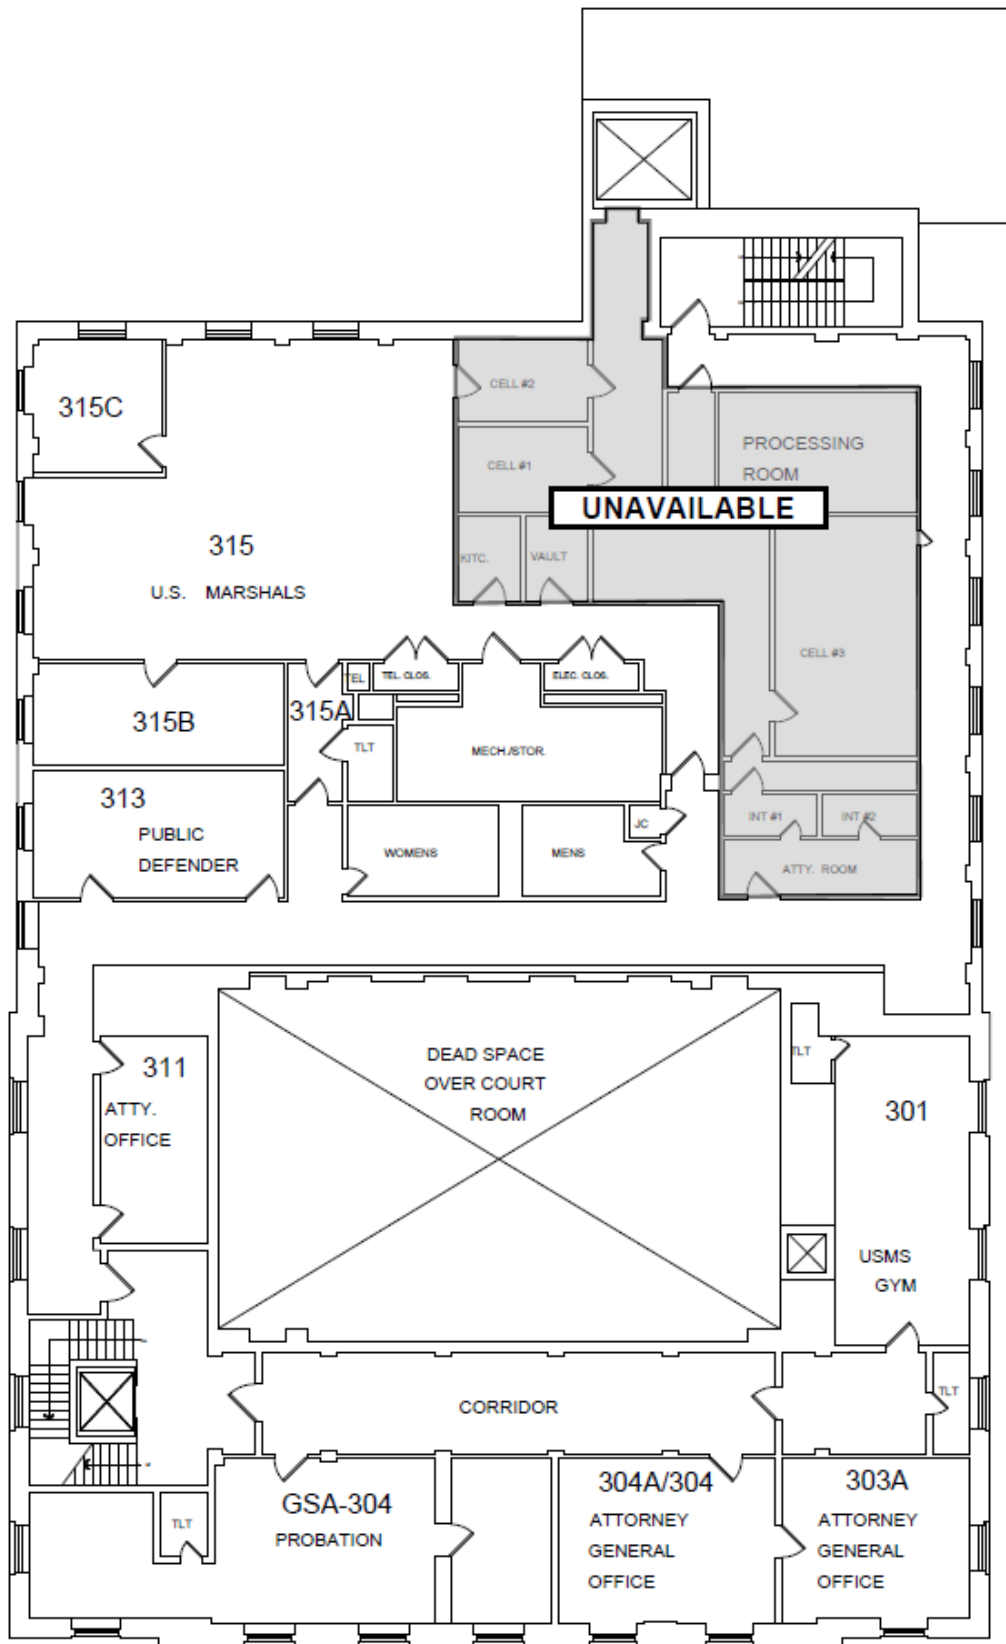 CELL #2
315C
PROCESSING
ROOM
CELL #1
UNAVAILABLE
315
U.S. MARSHALS
KITC.
VAULT
CELL #3
TEL
TEL. CLOS.
ELEC. CLOS.
315A
315B
TLT
MECH./STOR.
313
PUBLIC
DEFENDER
WOMENS
MENS
JC
INT #1
INT #2
ATTY. ROOM
DEAD SPACE
OVER COURT
ROOM
TLT
311
ATTY.
OFFICE
301
USMS
GYM
CORRIDOR
TLT
GSA-304
PROBATION
TLT
304A/304
ATTORNEY
GENERAL
OFFICE
303A
ATTORNEY
GENERAL
OFFICE